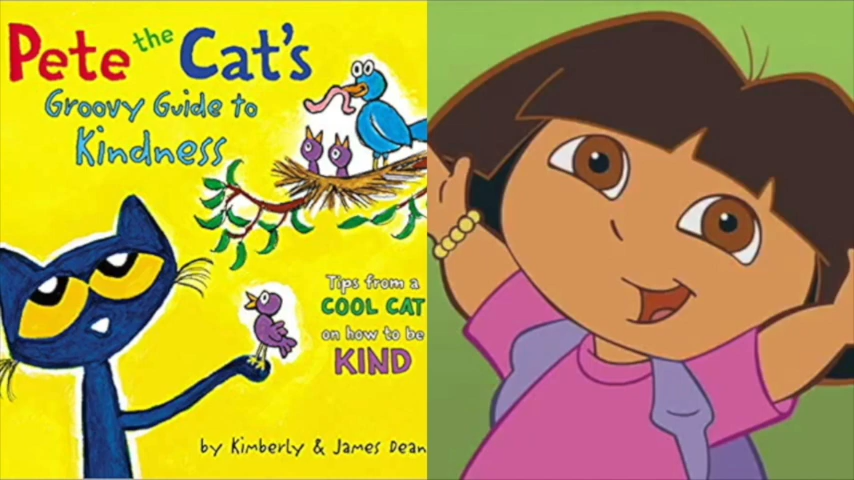 Pete the Cat's
Groovy Guide to
Kindness
Tips from a
COOL CAT
on how to be
KIND
by Kimberly & James Dean